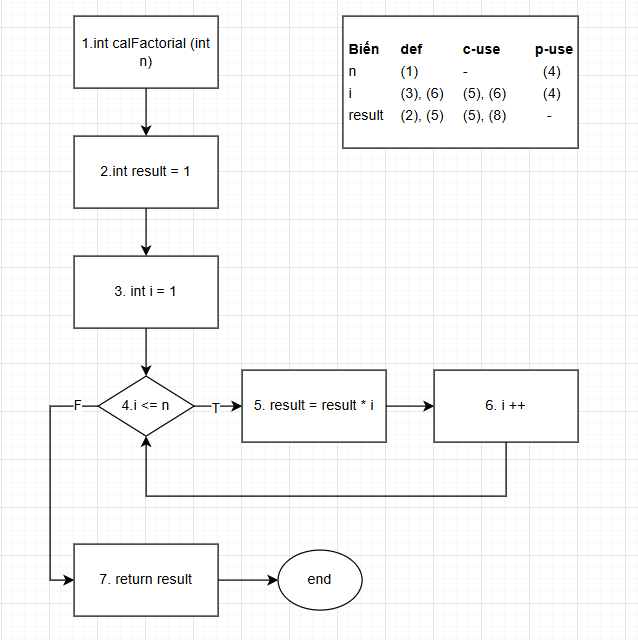 1.int calFactorial (int
n)
Biến def c-use p-use
n (1) - (4)
i (3), (6) (5), (6) (4)
result (2), (5) (5), (8) -
2.int result = 1
3. int i = 1
F
4.i <= n
T
5. result = result * i
6. i ++
7. return result
end